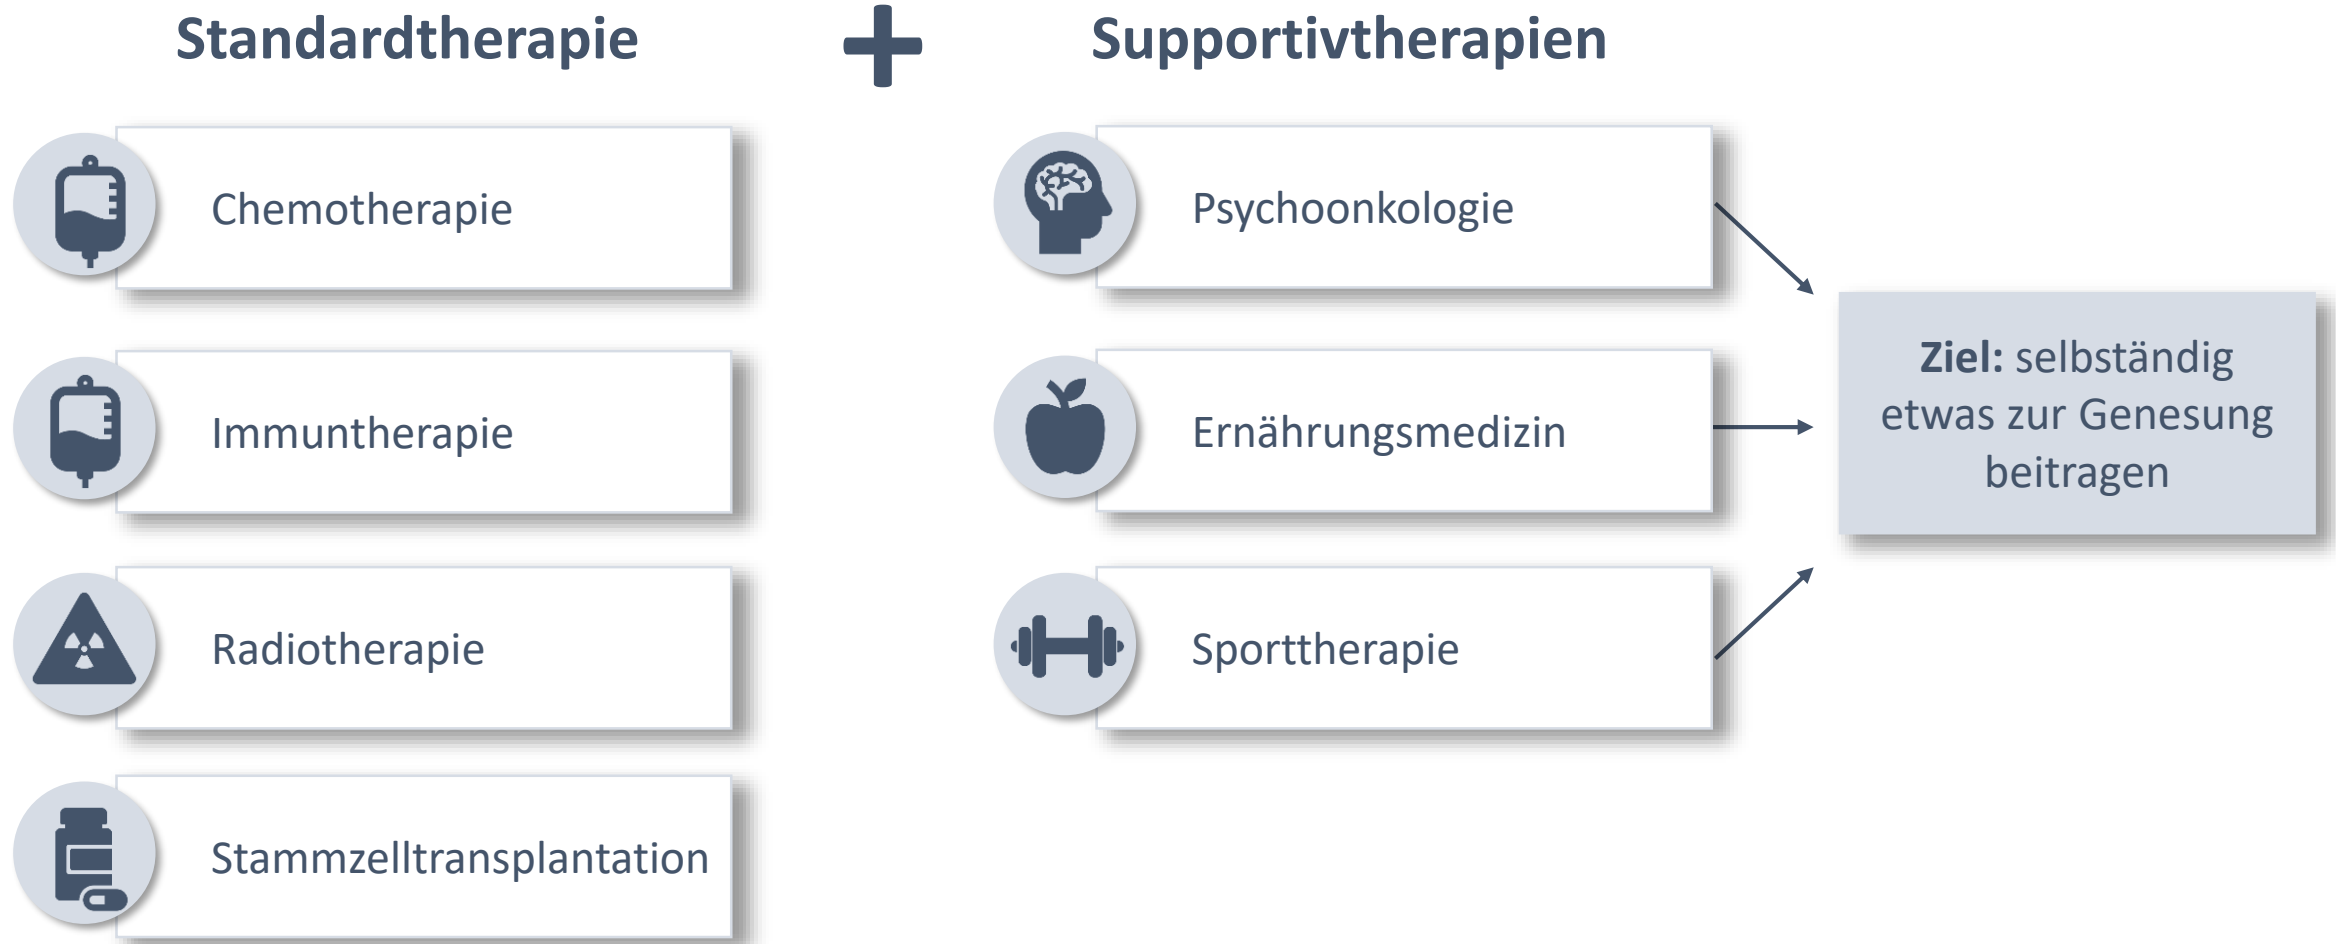 Standardtherapie
+
Supportivtherapien
Chemotherapie
Immuntherapie
Radiotherapie
Stammzelltransplantation
Psychoonkologie
Ernährungsmedizin
Sporttherapie
Ziel: selbständig
etwas zur Genesung
beitragen